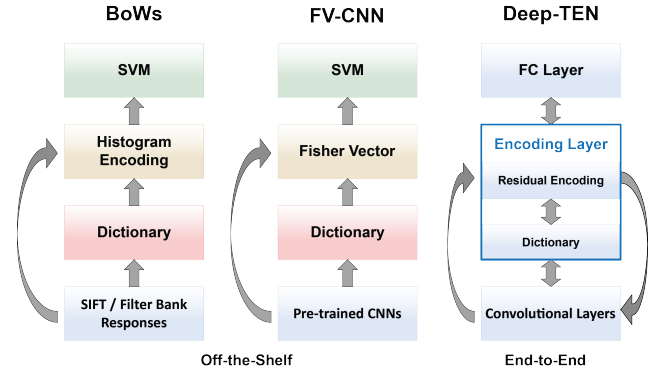 BoWs
SVM
Histogram
Encoding
Dictionary
SIFT / Filter Bank
Responses
FV-CNN
SVM
Fisher Vector
Dictionary
Pre-trained CNNs
Off-the-Shelf
Deep-TEN
FC Layer
Encoding Layer
Residual Encoding
Dictionary
Convolutional Layers
End-to-End